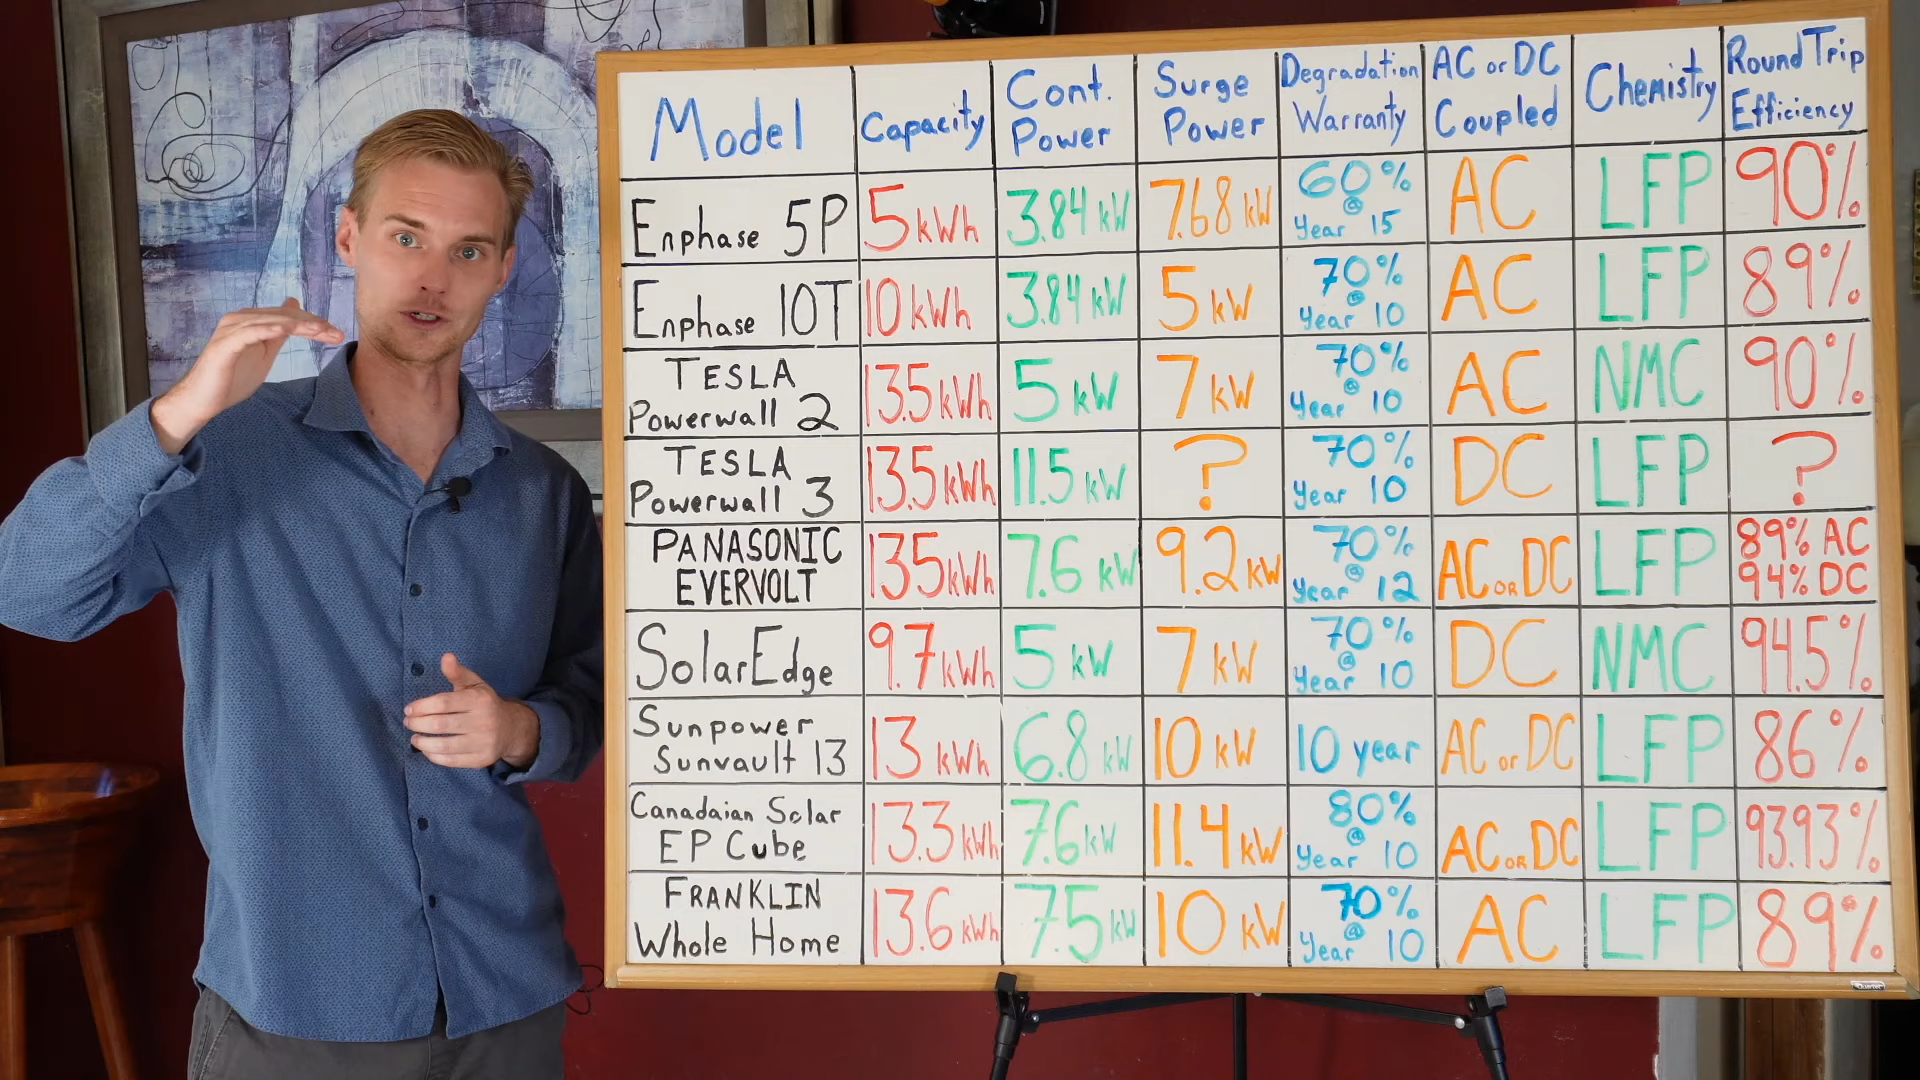 Model
Capacity
Cont.
Power
Surge
Power
Degradation
Warranty
AC or DC
Coupled
Chemistry
Round Trip
Efficiency
Enphase 5P
5 kWh
3.84 kW
7.68 kW
60%
@
Year 15
AC
LFP
90%
Enphase 10T
10 kWh
3.84 kW
5 kW
70%
@
Year 10
AC
LFP
89%
TESLA
Powerwall 2
13.5 kWh
5 kW
7 kW
70%
@
Year 10
AC
NMC
90%
TESLA
Powerwall 3
13.5 kWh
11.5 kW
?
70%
@
Year 10
DC
LFP
?
PANASONIC
EVERVOLT
135 kWh
7.6 kW
9.2 kW
70%
@
Year 12
AC OR DC
LFP
89% AC
94% DC
SolarEdge
9.7 kWh
5 kW
7 kW
70%
@
Year 10
DC
NMC
94.5%
Sunpower
Sunvault 13
13 kWh
6.8 kW
10 kW
10 year
AC or DC
LFP
86%
Canadaian Solar
EP Cube
13.3 kWh
7.6 kW
11.4 kW
80%
@
Year 10
AC OR DC
LFP
93.93%
FRANKLIN
Whole Home
13.6 kWh
7.5 kW
10 kW
70%
@
Year 10
AC
LFP
89%
Quartet